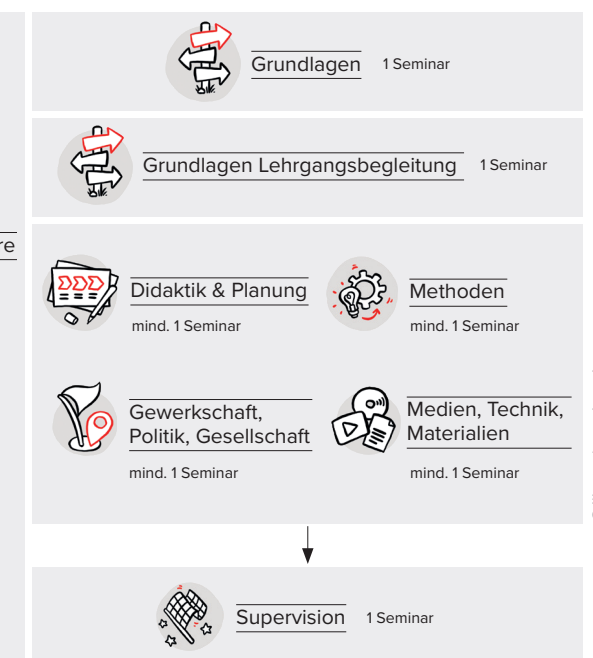 Grundlagen 1 Seminar
Grundlagen Lehrgangsbegleitung 1 Seminar
re
Didaktik & Planung
mind. 1 Seminar
Methoden
mind. 1 Seminar
Gewerkschaft,
Politik, Gesellschaft
mind. 1 Seminar
Medien, Technik,
Materialien
mind. 1 Seminar
Supervision 1 Seminar